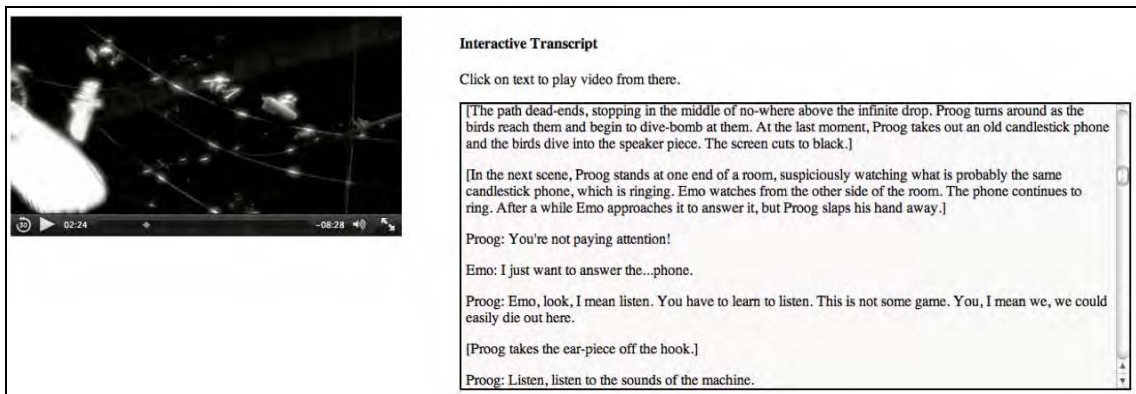 30
02:24
-08:28
Interactive Transcript
Click on text to play video from there.
[The path dead-ends, stopping in the middle of no-where above the infinite drop. Proog turns around as the
birds reach them and begin to dive-bomb at them. At the last moment, Proog takes out an old candlestick phone
and the birds dive into the speaker piece. The screen cuts to black.]
[In the next scene, Proog stands at one end of a room, suspiciously watching what is probably the same
candlestick phone, which is ringing. Emo watches from the other side of the room. The phone continues to
ring. After a while Emo approaches it to answer it, but Proog slaps his hand away.]
Proog: You're not paying attention!
Emo: I just want to answer the...phone.
Proog: Emo, look, I mean listen. You have to learn to listen. This is not some game. You, I mean we, we could
easily die out here.
[Proog takes the ear-piece off the hook.]
Proog: Listen, listen to the sounds of the machine.